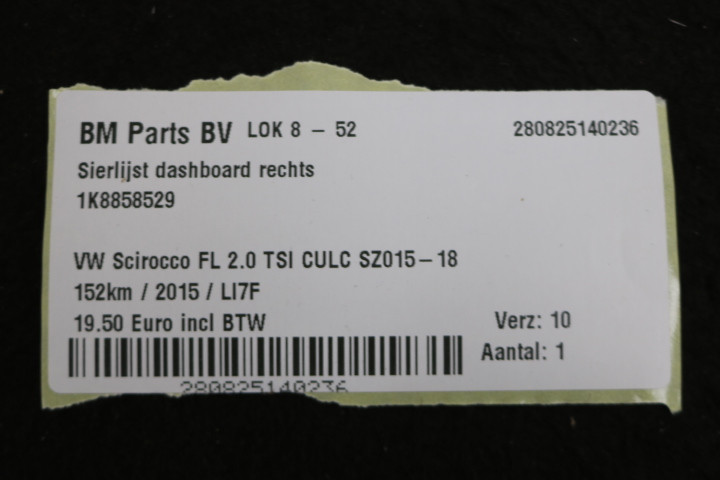 BM Parts BV LOK 8 - 52 280825140236
Sierlijst dashboard rechts
1K8858529
VW Scirocco FL 2.0 TSI CULC SZ015-18
152km / 2015 / LI7F
19.50 Euro incl BTW Verz: 10
Aantal: 1
280825140236